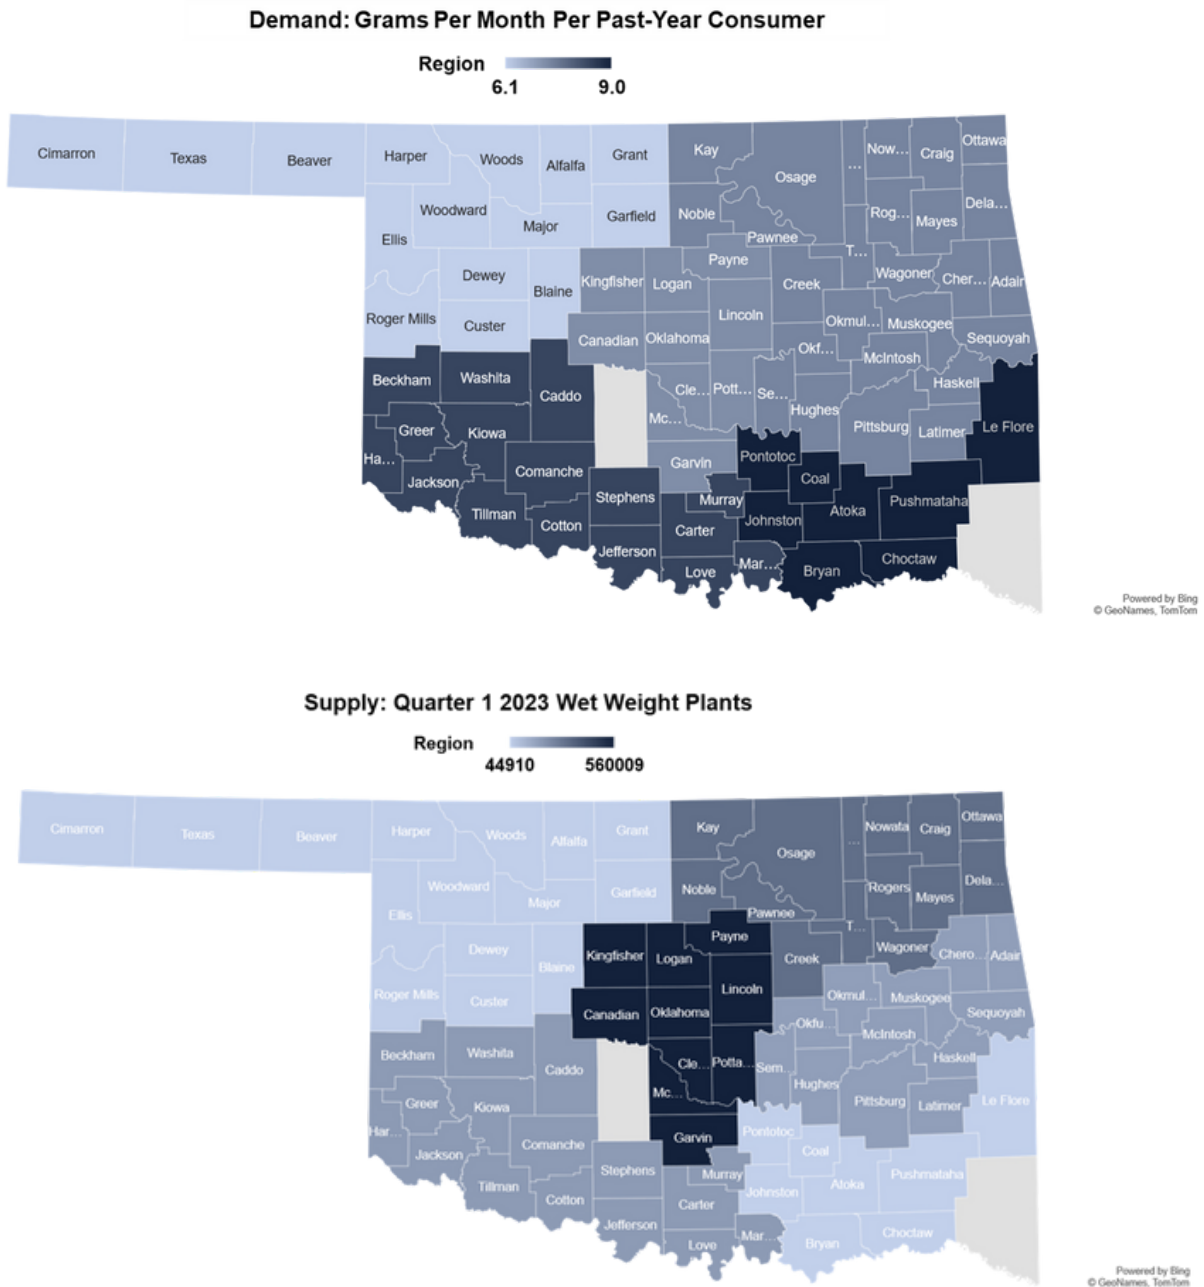 Demand: Grams Per Month Per Past-Year Consumer
Region
6.1 9.0
Cimarron Texas Beaver Harper Woods Alfalfa Grant Kay Osage ... Now... Craig Ottawa
Woodward Major Garfield Noble Pawnee Rog... Mayes Dela...
Ellis Dewey Blaine Kingfisher Logan Payne Creek T... Wagoner Cher... Adair
Roger Mills Custer Canadian Oklahoma Lincoln Okf... Okmul... Muskogee Sequoyah
McIntosh
Beckham Washita Caddo Cle... Pott... Se... Hughes Haskell
Greer Kiowa Mc... Pittsburg Latimer Le Flore
Ha... Jackson Comanche Garvin Pontotoc Coal
Tillman Cotton Stephens Murray Johnston Atoka Pushmataha
Carter
Jefferson Love Mar... Bryan Choctaw
Powered by Bing
© GeoNames, TomTom
Supply: Quarter 1 2023 Wet Weight Plants
Region
44910 560009
Cimarron Texas Beaver Harper Woods Alfalfa Grant Kay Osage ... Nowata Craig Ottawa
Woodward Major Garfield Noble Pawnee Rogers Mayes Dela...
Ellis Dewey Blaine Kingfisher Logan Payne Creek T... Wagoner Chero... Adair
Roger Mills Custer Canadian Oklahoma Lincoln Okfu... Okmul... Muskogee Sequoyah
McIntosh
Beckham Washita Caddo Cle... Potta... Sem... Hughes Haskell
Greer Kiowa Mc... Pittsburg Latimer Le Flore
Har... Jackson Comanche Garvin Pontotoc Coal
Tillman Cotton Stephens Murray Johnston Atoka Pushmataha
Carter
Jefferson Love Mar... Bryan Choctaw
Powered by Bing
© GeoNames, TomTom